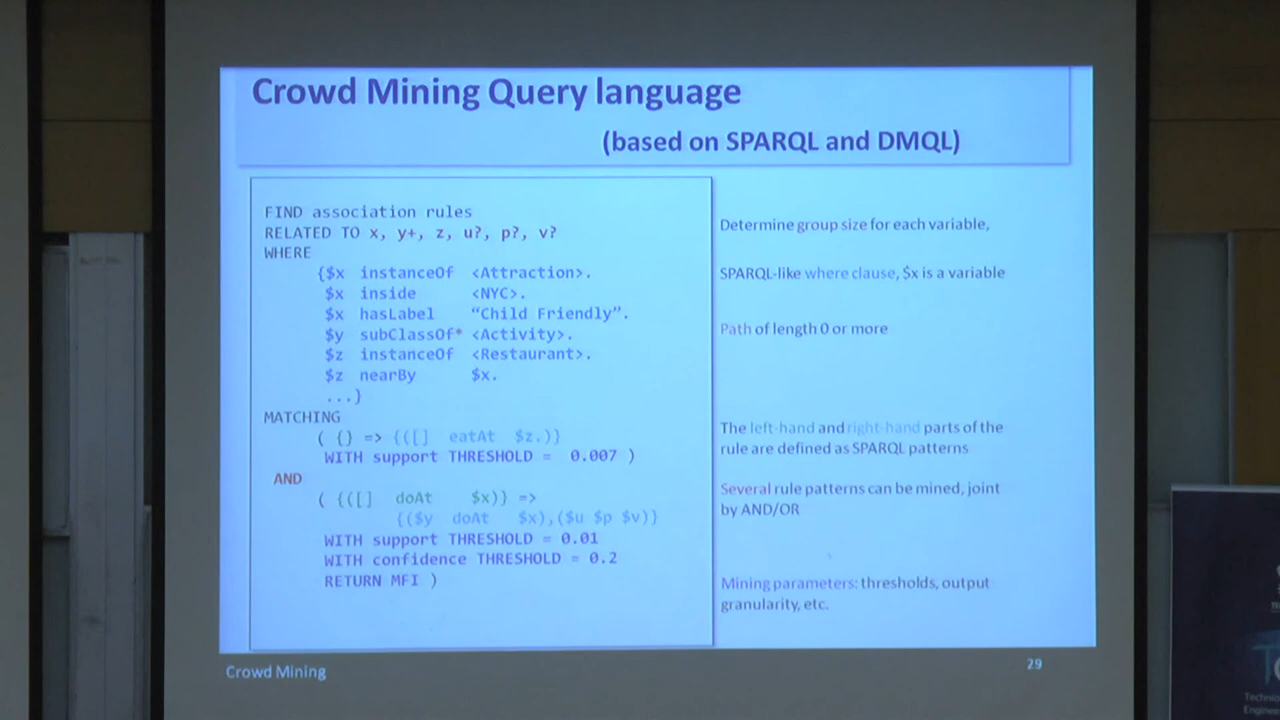 Crowd Mining Query language
(based on SPARQL and DMQL)
FIND association rules
RELATED TO x, y+, z, u?, p?, v?
WHERE
{$x instanceOf <Attraction>.
$x inside <NYC>.
$x hasLabel “Child Friendly”.
$y subClassOf* <Activity>.
$z instanceOf <Restaurant>.
$z nearBy $x.
...}
MATCHING
( {} => {([] eatAt $z.)}
WITH support THRESHOLD = 0.007 )
AND
( {([] doAt $x)} =>
{($y doAt $x),($u $p $v)}
WITH support THRESHOLD = 0.01
WITH confidence THRESHOLD = 0.2
RETURN MFI )
Determine group size for each variable,
SPARQL-like where clause, $x is a variable
Path of length 0 or more
The left-hand and right-hand parts of the
rule are defined as SPARQL patterns
Several rule patterns can be mined, joint
by AND/OR
Mining parameters: thresholds, output
granularity, etc.
Crowd Mining
29